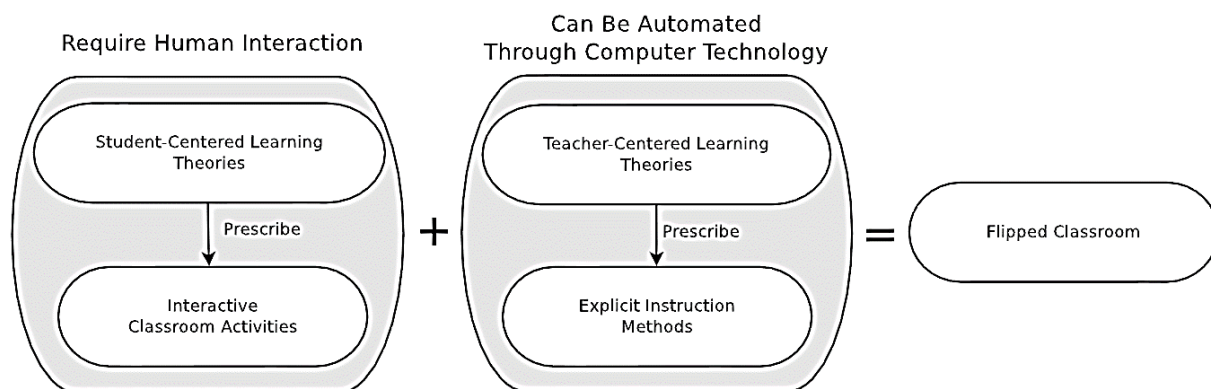 Require Human Interaction
Can Be Automated
Through Computer Technology
Student-Centered Learning
Theories
Prescribe
Interactive
Classroom Activities
+
Teacher-Centered Learning
Theories
Prescribe
Explicit Instruction
Methods
=
Flipped Classroom